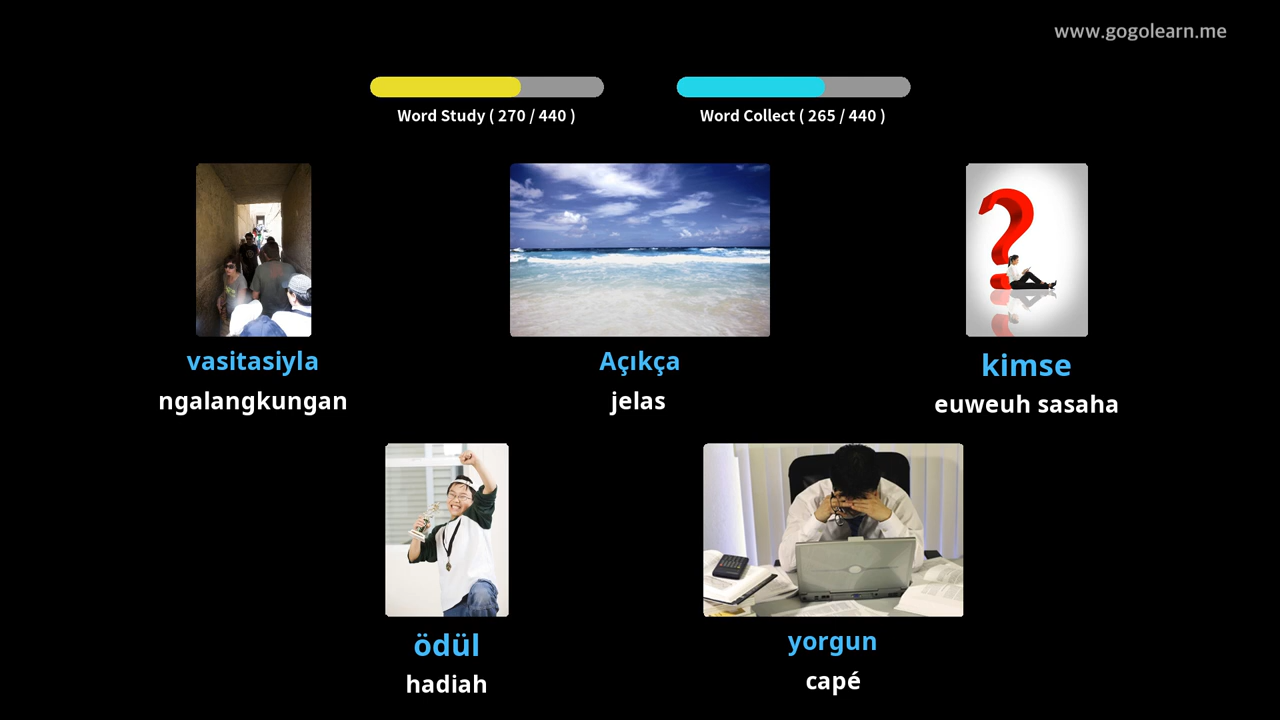 www.gogolearn.me
Word Study ( 270 / 440 )
Word Collect ( 265 / 440 )
vasitasiyla
ngalangkungan
Açıkça
jelas
kimse
euweuh sasaha
ödül
hadiah
yorgun
capé